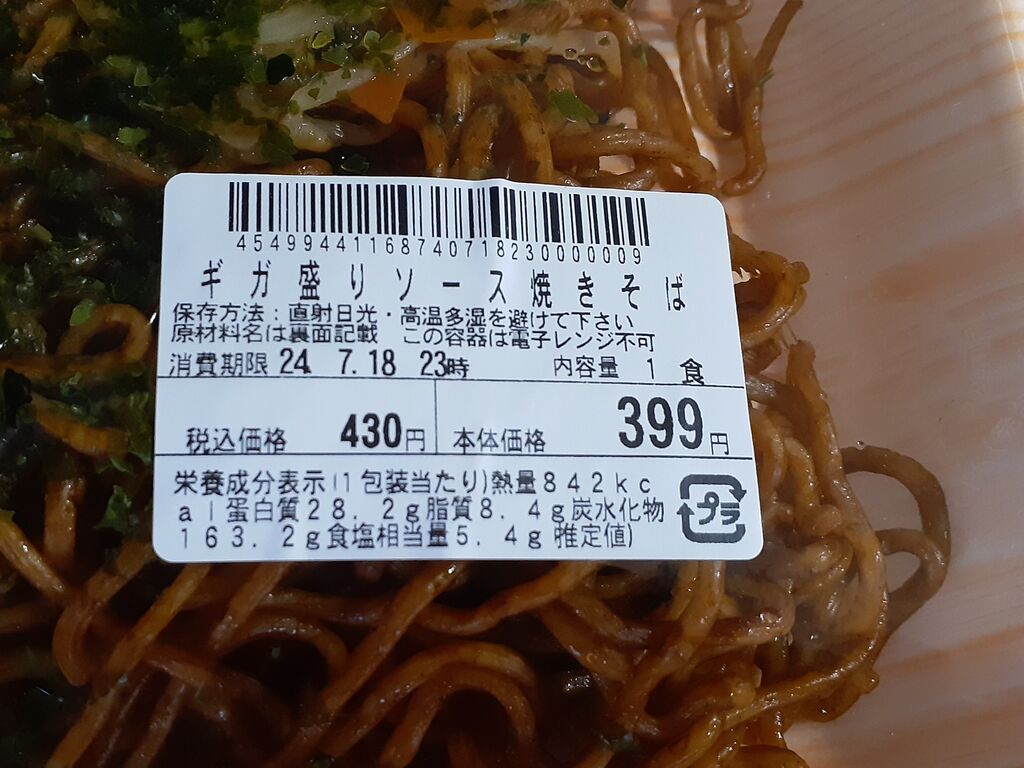 45499441168740718230000009
ギガ盛りソース焼きそば
保存方法：直射日光・高温多湿を避けて下さい
原材料名は裏面記載　この容器は電子レンジ不可
消費期限 24. 7.18 23時　内容量 1 食
税込価格 430円 本体価格 399円
栄養成分表示(1包装当たり)熱量842kc
al蛋白質28.2g脂質8.4g炭水化物
163.2g食塩相当量5.4g(推定値)
プラ